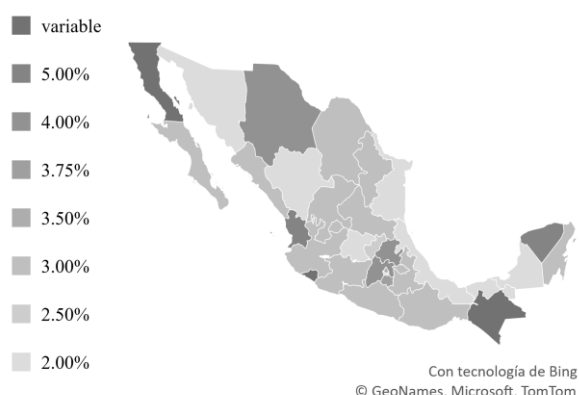 variable
5.00%
4.00%
3.75%
3.50%
3.00%
2.50%
2.00%
Con tecnología de Bing
© GeoNames, Microsoft, TomTom